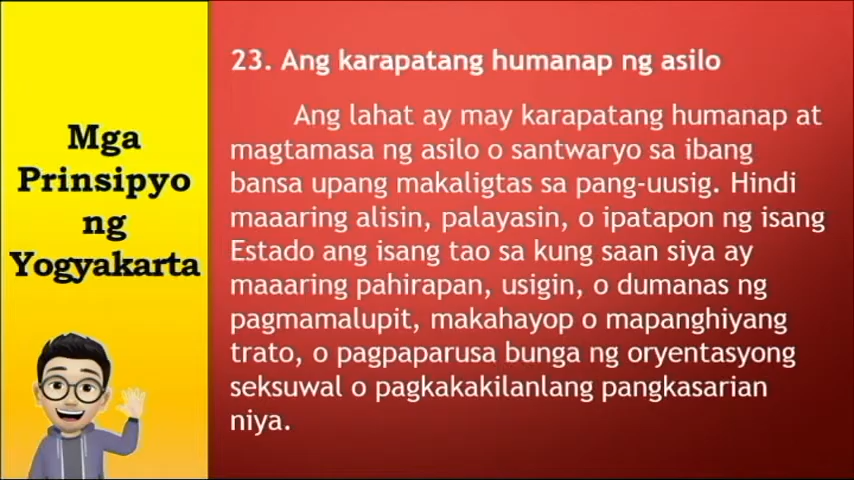 Mga
Prinsipyo
ng
Yogyakarta
23. Ang karapatang humanap ng asilo
Ang lahat ay may karapatang humanap at
magtamasa ng asilo o santwaryo sa ibang
bansa upang makaligtas sa pang-uusig. Hindi
maaaring alisin, palayasin, o ipatapon ng isang
Estado ang isang tao sa kung saan siya ay
maaaring pahirapan, usigin, o dumanas ng
pagmamalupit, makahayop o mapanghiyang
trato, o pagpaparusa bunga ng oryentasyong
seksuwal o pagkakakilanlang pangkasarian
niya.